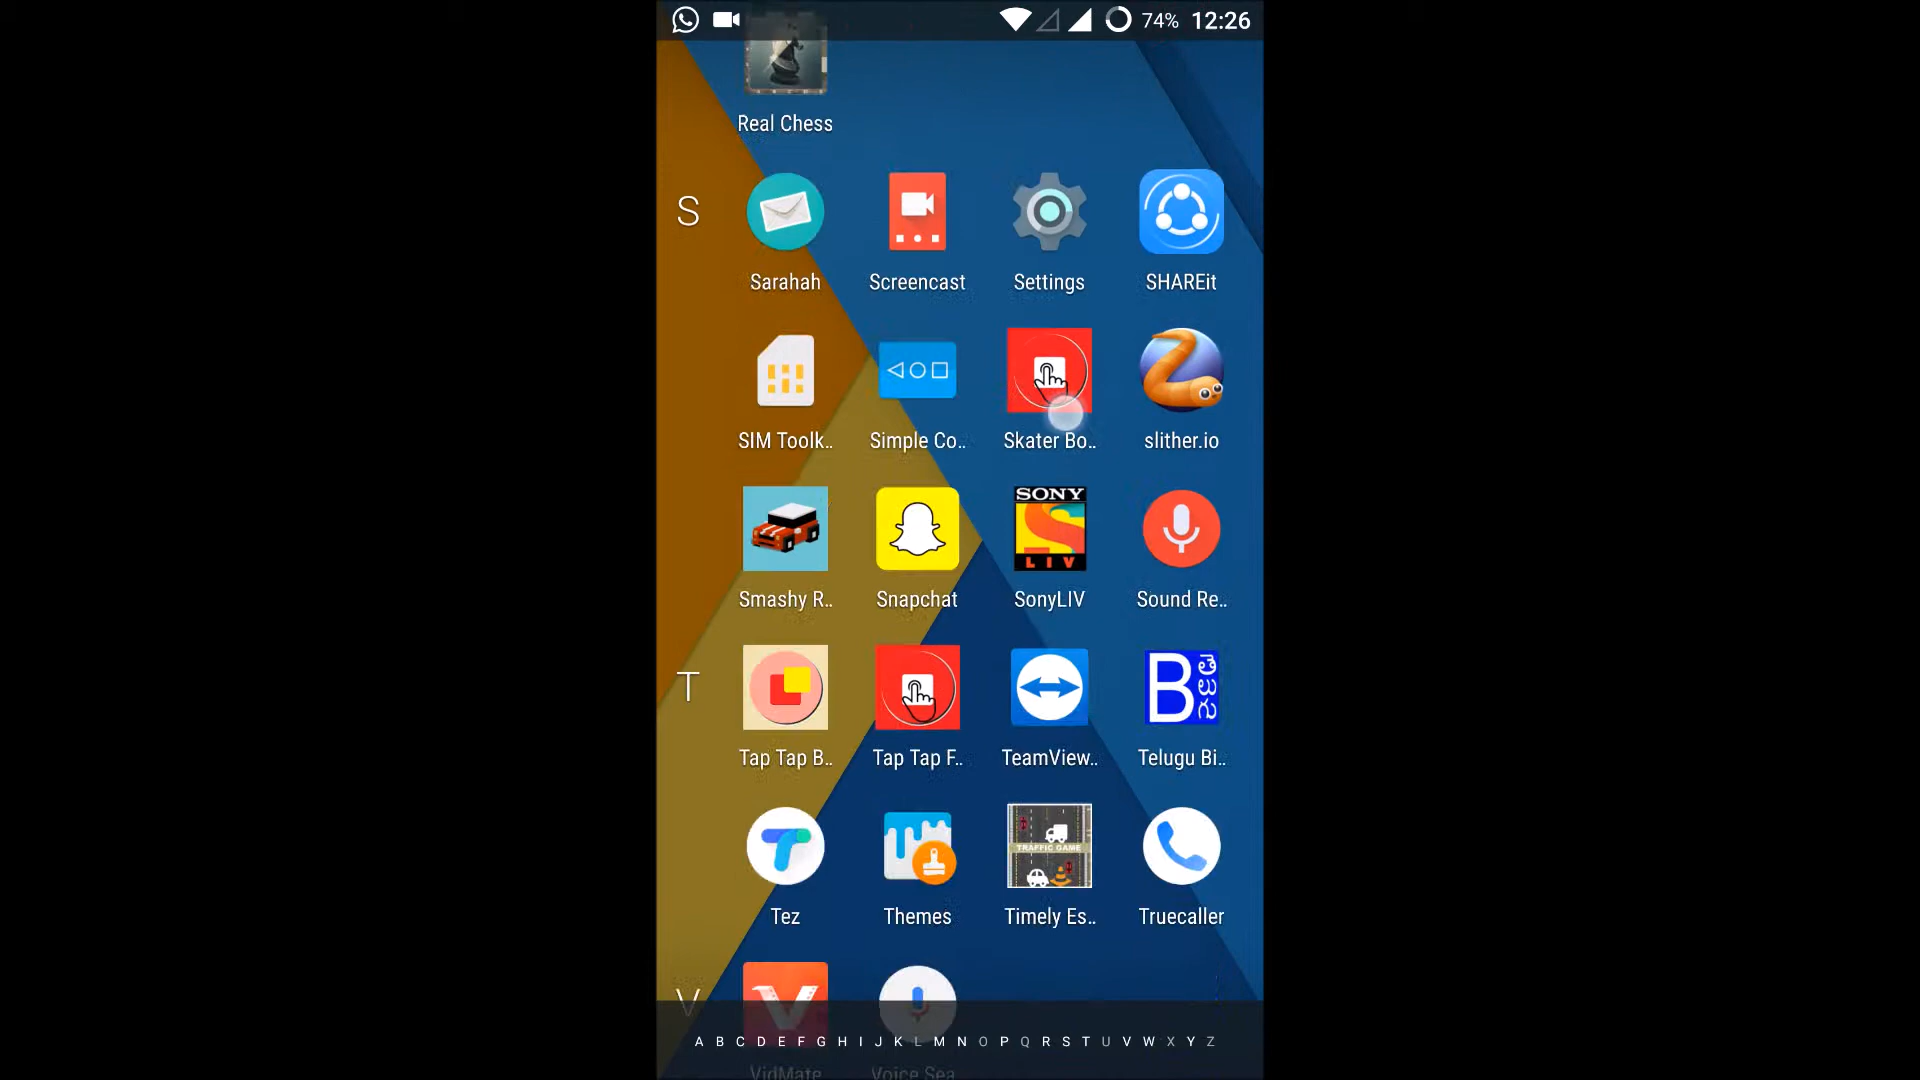 74% 12:26
Real Chess
S
Sarahah Screencast Settings SHAREit
SIM Toolk.. Simple Co.. Skater Bo.. slither.io
SONY
LIV
Smashy R.. Snapchat SonyLIV Sound Re..
T
B తెలుగు
TRAFFIC GAME
Tap Tap B.. Tap Tap F.. TeamView.. Telugu Bi..
Tez Themes Timely Es.. Truecaller
V
A B C D E F G H I J K L M N O P Q R S T U V W X Y Z
VidMate Voice Sea